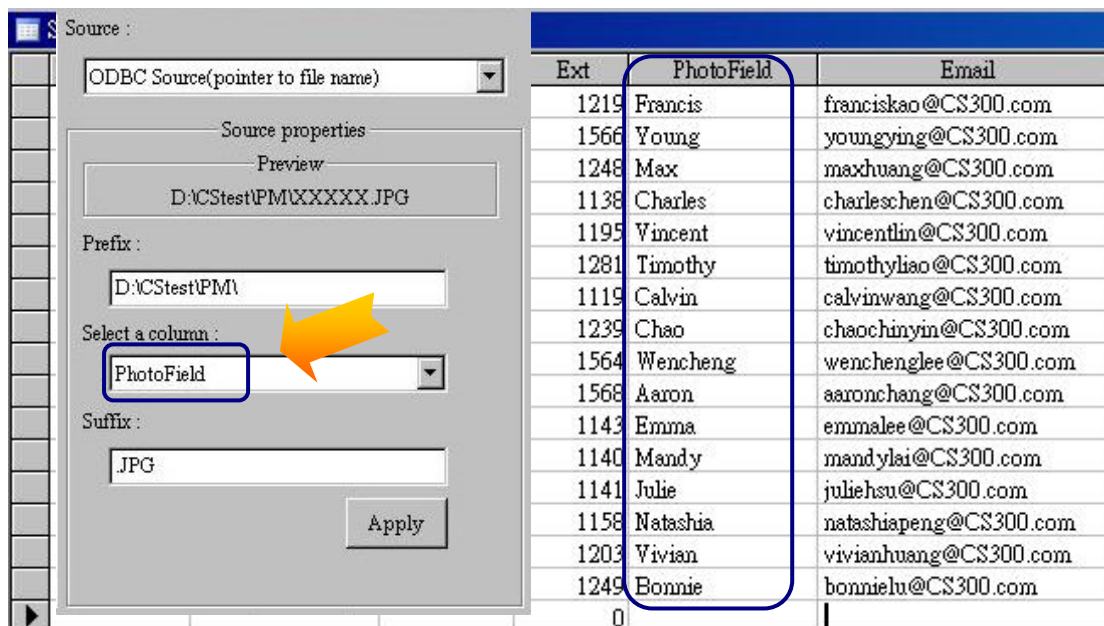 S
Source :
ODBC Source(pointer to file name)
Source properties
Preview
D:\CStest\PM\XXXXX.JPG
Prefix :
D:\CStest\PM\
Select a column :
PhotoField
Suffix :
.JPG
Apply
Ext PhotoField Email
1219 Francis franciskao@CS300.com
1566 Young youngying@CS300.com
1248 Max maxhuang@CS300.com
1138 Charles charleschen@CS300.com
1195 Vincent vincentlin@CS300.com
1281 Timothy timothyliao@CS300.com
1119 Calvin calvinwang@CS300.com
1239 Chao chaochinyin@CS300.com
1564 Wencheng wenchenglee@CS300.com
1568 Aaron aaronchang@CS300.com
1143 Emma emmalee@CS300.com
1140 Mandy mandylai@CS300.com
1141 Julie juliehsu@CS300.com
1158 Natashia natashiapeng@CS300.com
1203 Vivian vivianhuang@CS300.com
1249 Bonnie bonnielu@CS300.com
0